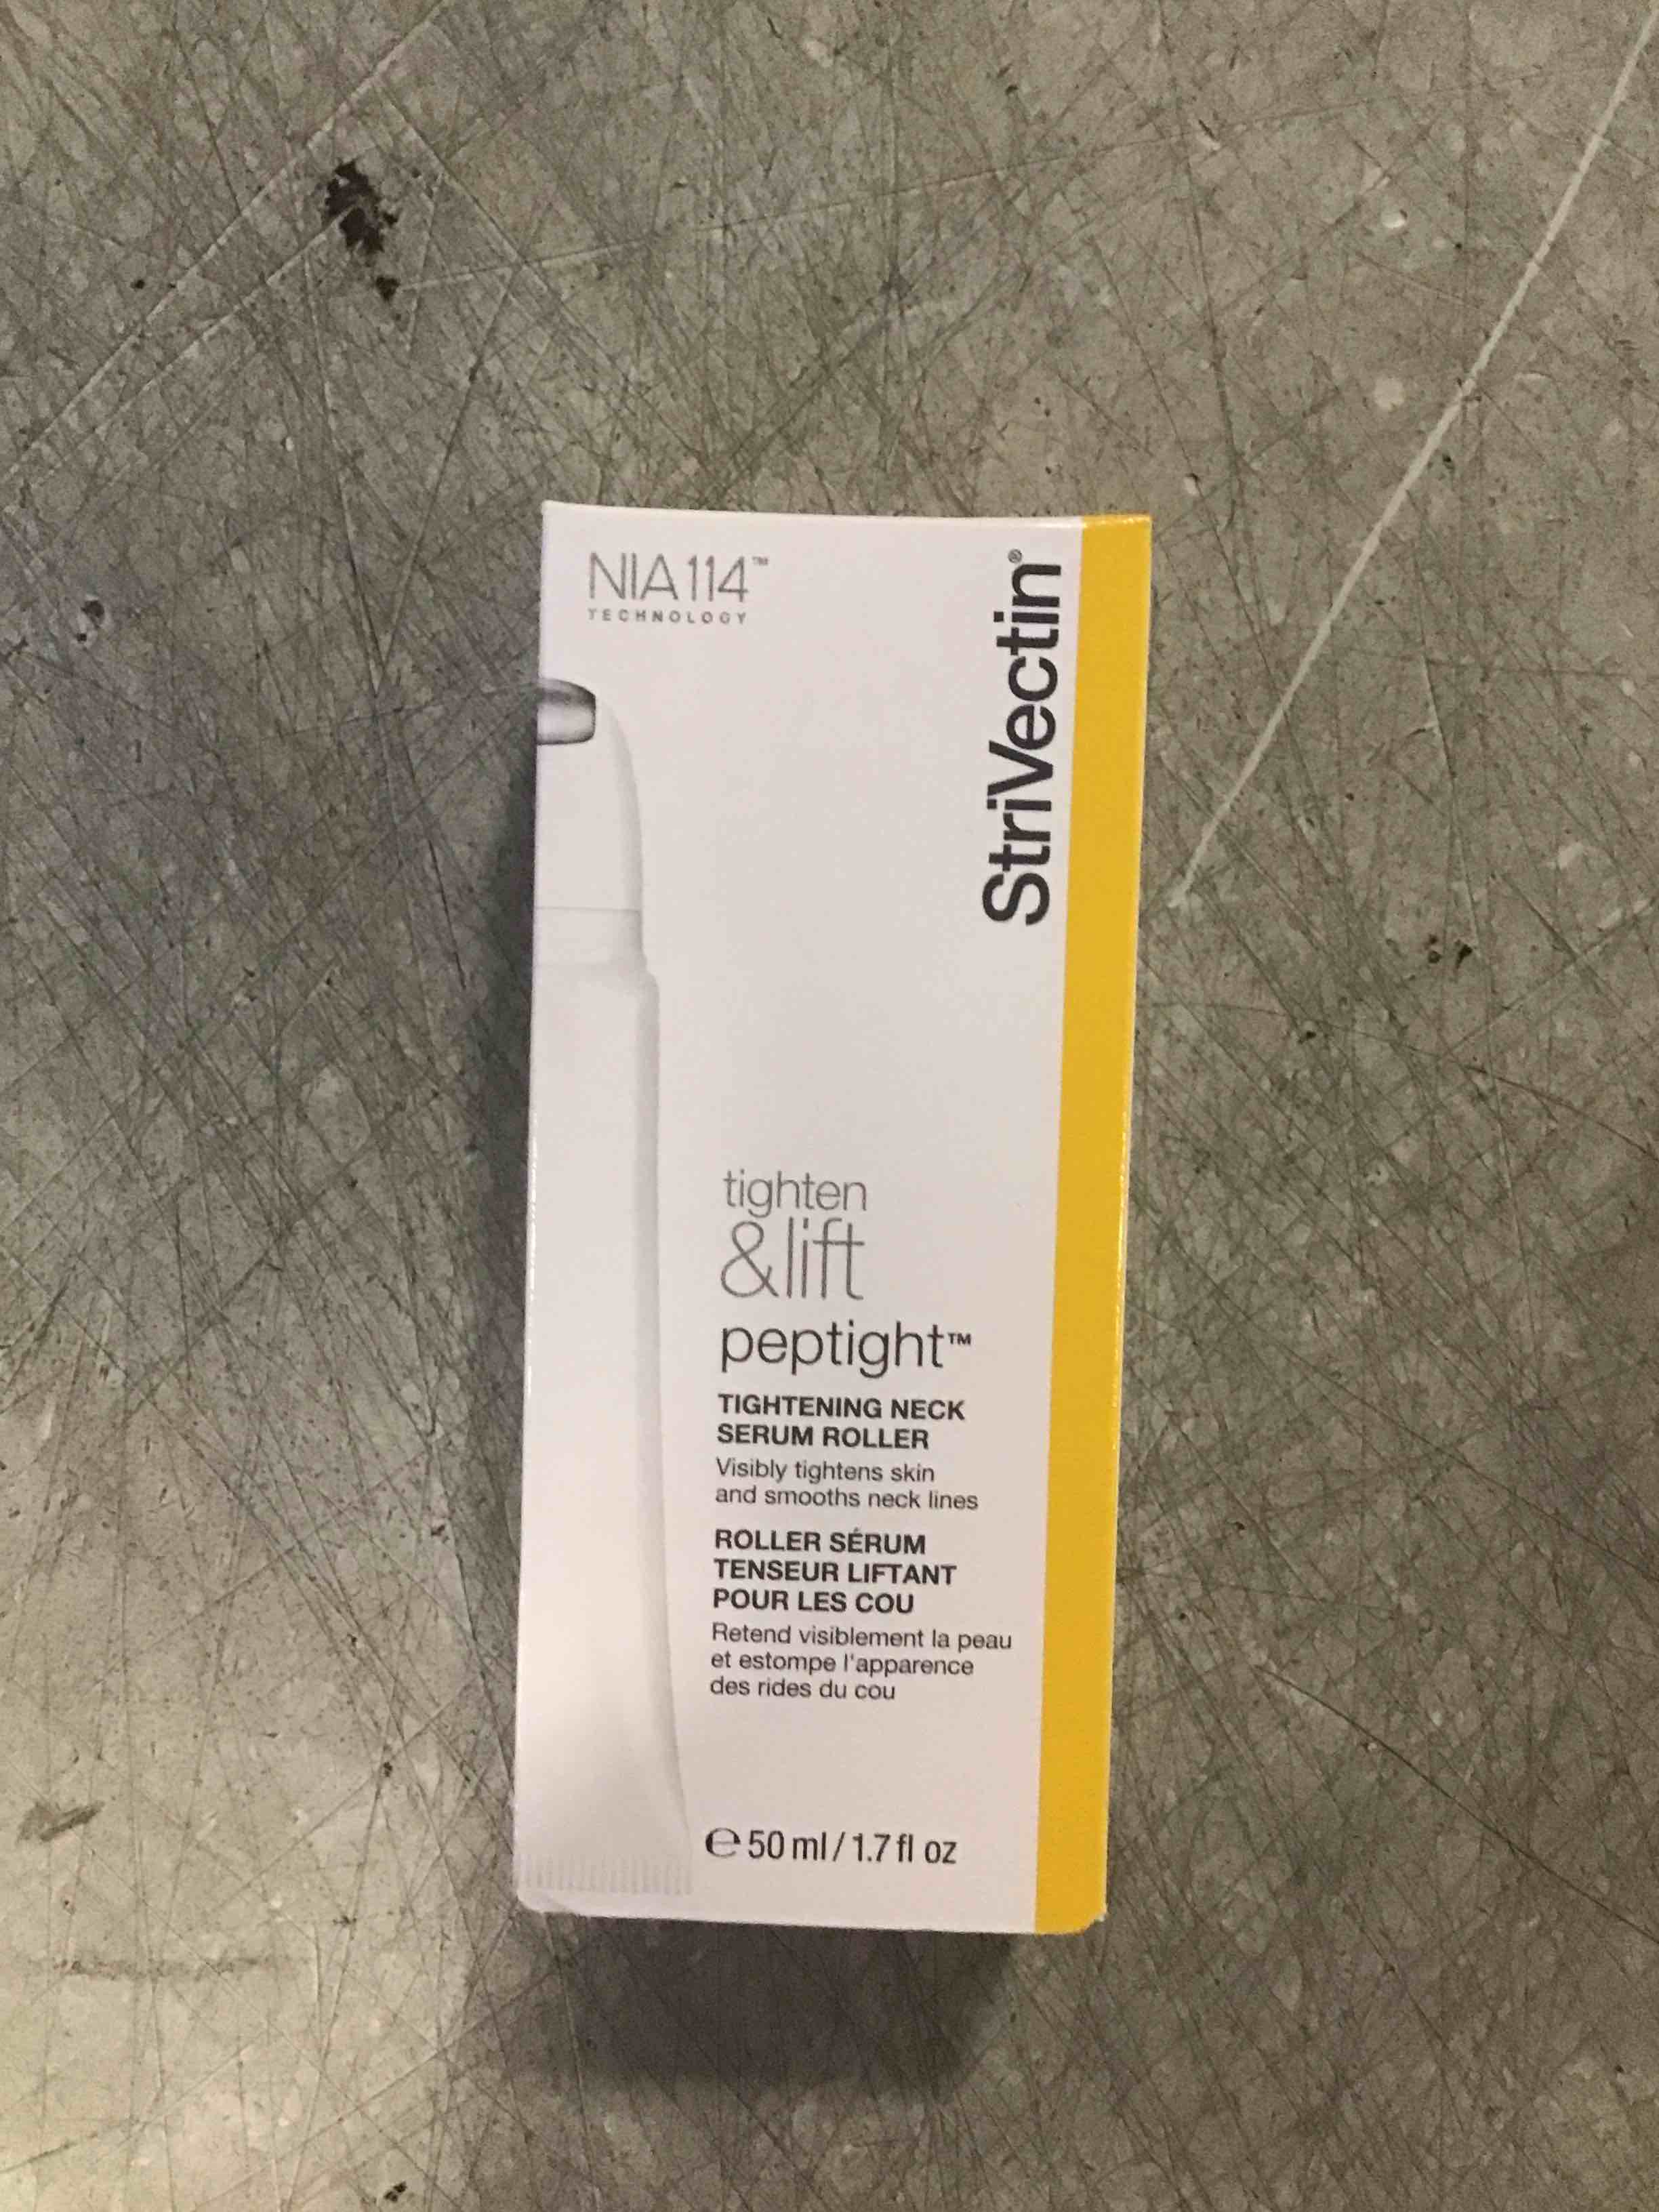 NIA114™
TECHNOLOGY
StriVectin®
tighten
&lift
peptight™
TIGHTENING NECK
SERUM ROLLER
Visibly tightens skin
and smooths neck lines
ROLLER SÉRUM
TENSEUR LIFTANT
POUR LES COU
Retend visiblement la peau
et estompe l'apparence
des rides du cou
℮ 50 ml / 1.7 fl oz